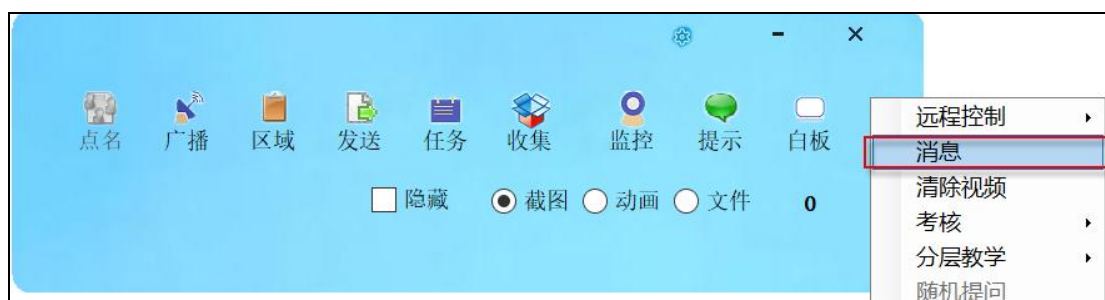 点名 广播 区域 发送 任务 收集 监控 提示 白板
隐藏 截图 动画 文件 0
远程控制
消息
清除视频
考核
分层教学
随机提问